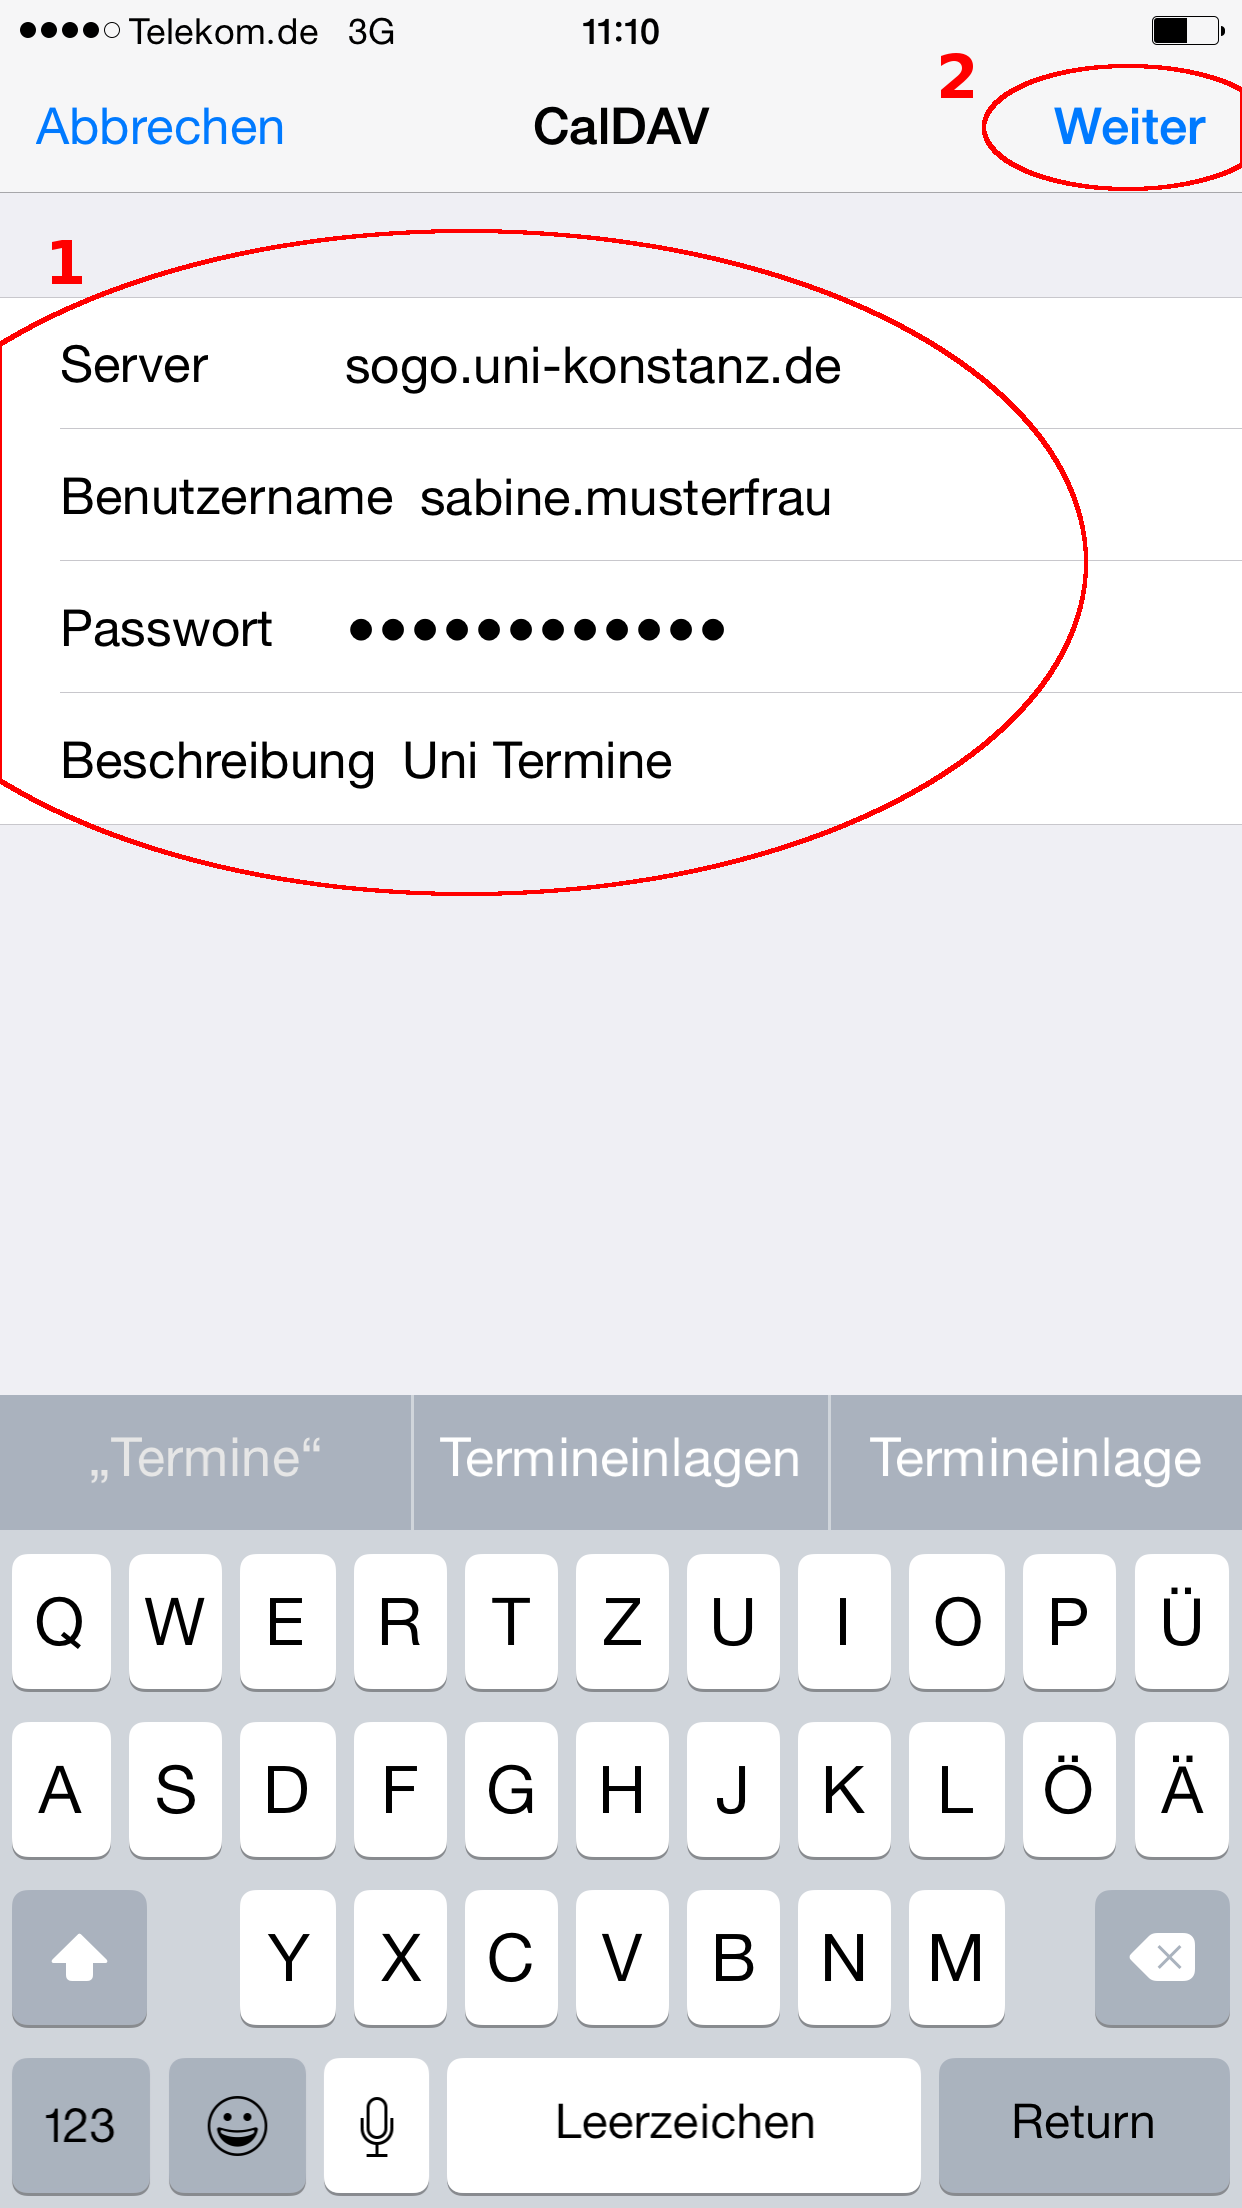 Telekom.de 3G 11:10
2
Abbrechen CalDAV Weiter
1
Server sogo.uni-konstanz.de
Benutzername sabine.musterfrau
Passwort ●●●●●●●●●●●●
Beschreibung Uni Termine
„Termine“ Termineinlagen Termineinlage
Q W E R T Z U I O P Ü
A S D F G H J K L Ö Ä
Y X C V B N M
123 Leerzeichen Return